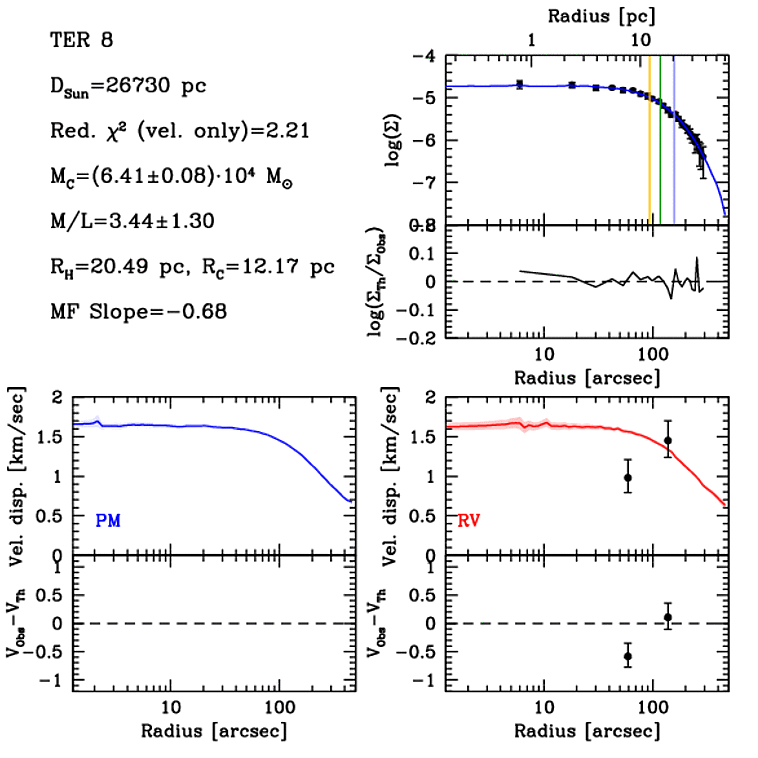 TER 8
D_Sun=26730 pc
Red. χ² (vel. only)=2.21
M_C=(6.41±0.08)·10⁴ M_⊙
M/L=3.44±1.30
R_H=20.49 pc, R_C=12.17 pc
MF Slope=−0.68
Radius [pc]
1 10
−4
−5
−6
−7
0.8
log(Σ)
0.1
0
−0.1
−0.2
log(Σ_Th/Σ_Obs)
10 100
Radius [arcsec]
2
1.5
1
0.5
0
Vel. disp. [km/sec]
PM
1
0.5
0
−0.5
−1
V_Obs−V_Th
10 100
Radius [arcsec]
2
1.5
1
0.5
0
Vel. disp. [km/sec]
RV
1
0.5
0
−0.5
−1
V_Obs−V_Th
10 100
Radius [arcsec]